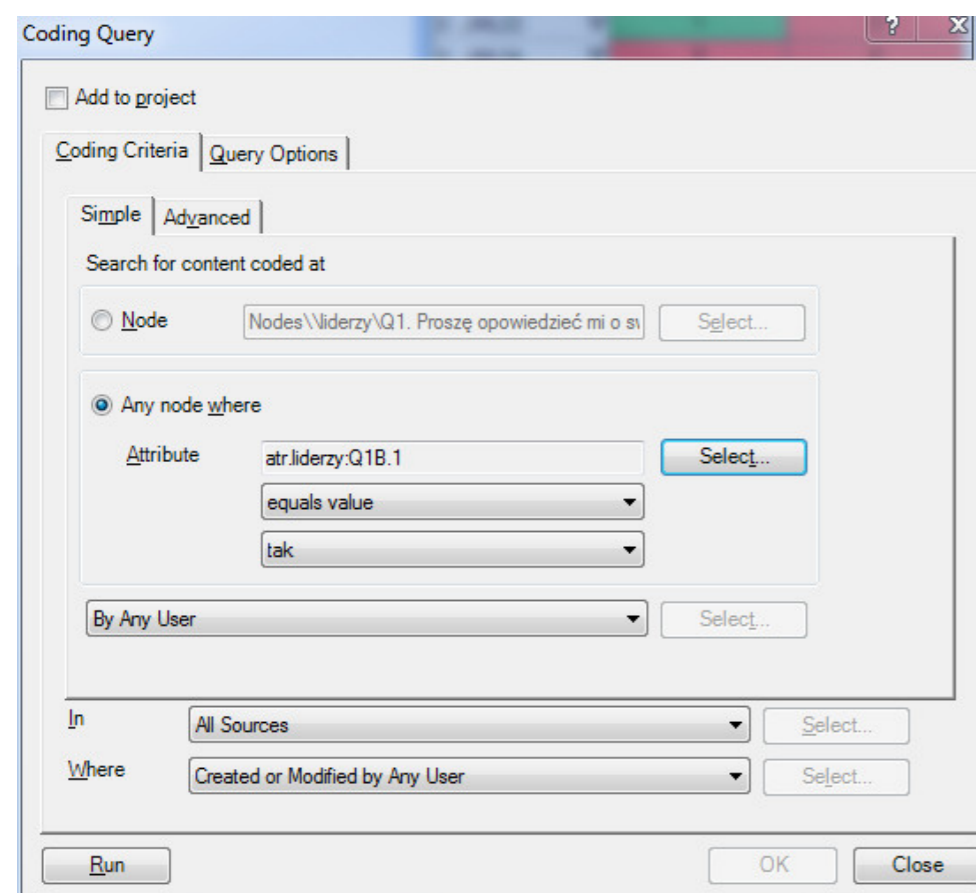 Coding Query
Add to project
Coding Criteria Query Options
Simple Advanced
Search for content coded at
Node Nodes\\liderzy\Q1. Proszę opowiedzieć mi o sw Select...
Any node where
Attribute atr.liderzy:Q1B.1 Select...
equals value
tak
By Any User Select...
In All Sources Select...
Where Created or Modified by Any User Select...
Run OK Close